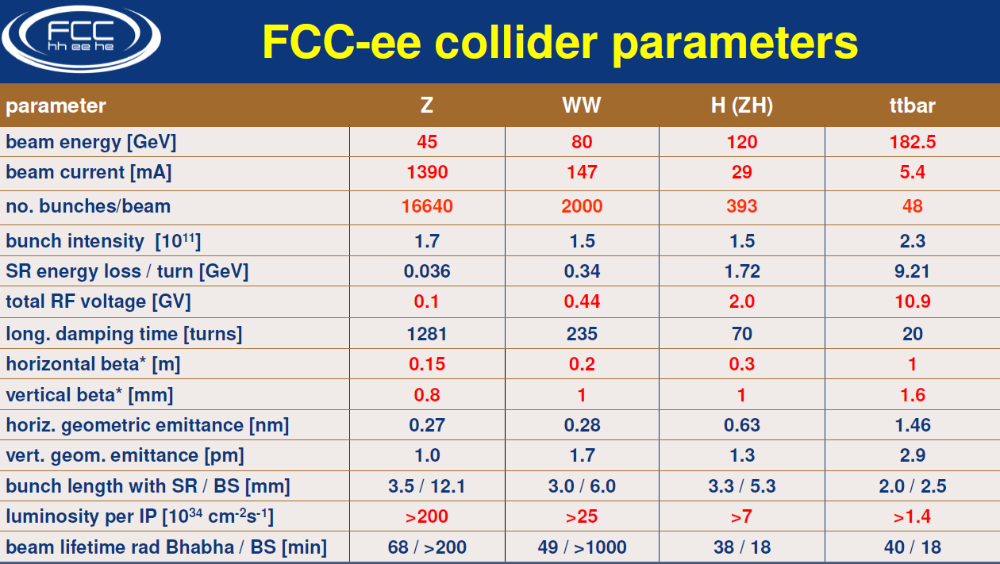 FCC
hh ee he
FCC-ee collider parameters
parameter Z WW H (ZH) ttbar
beam energy [GeV] 45 80 120 182.5
beam current [mA] 1390 147 29 5.4
no. bunches/beam 16640 2000 393 48
bunch intensity [10¹¹] 1.7 1.5 1.5 2.3
SR energy loss / turn [GeV] 0.036 0.34 1.72 9.21
total RF voltage [GV] 0.1 0.44 2.0 10.9
long. damping time [turns] 1281 235 70 20
horizontal beta* [m] 0.15 0.2 0.3 1
vertical beta* [mm] 0.8 1 1 1.6
horiz. geometric emittance [nm] 0.27 0.28 0.63 1.46
vert. geom. emittance [pm] 1.0 1.7 1.3 2.9
bunch length with SR / BS [mm] 3.5 / 12.1 3.0 / 6.0 3.3 / 5.3 2.0 / 2.5
luminosity per IP [10³⁴ cm⁻²s⁻¹] >200 >25 >7 >1.4
beam lifetime rad Bhabha / BS [min] 68 / >200 49 / >1000 38 / 18 40 / 18